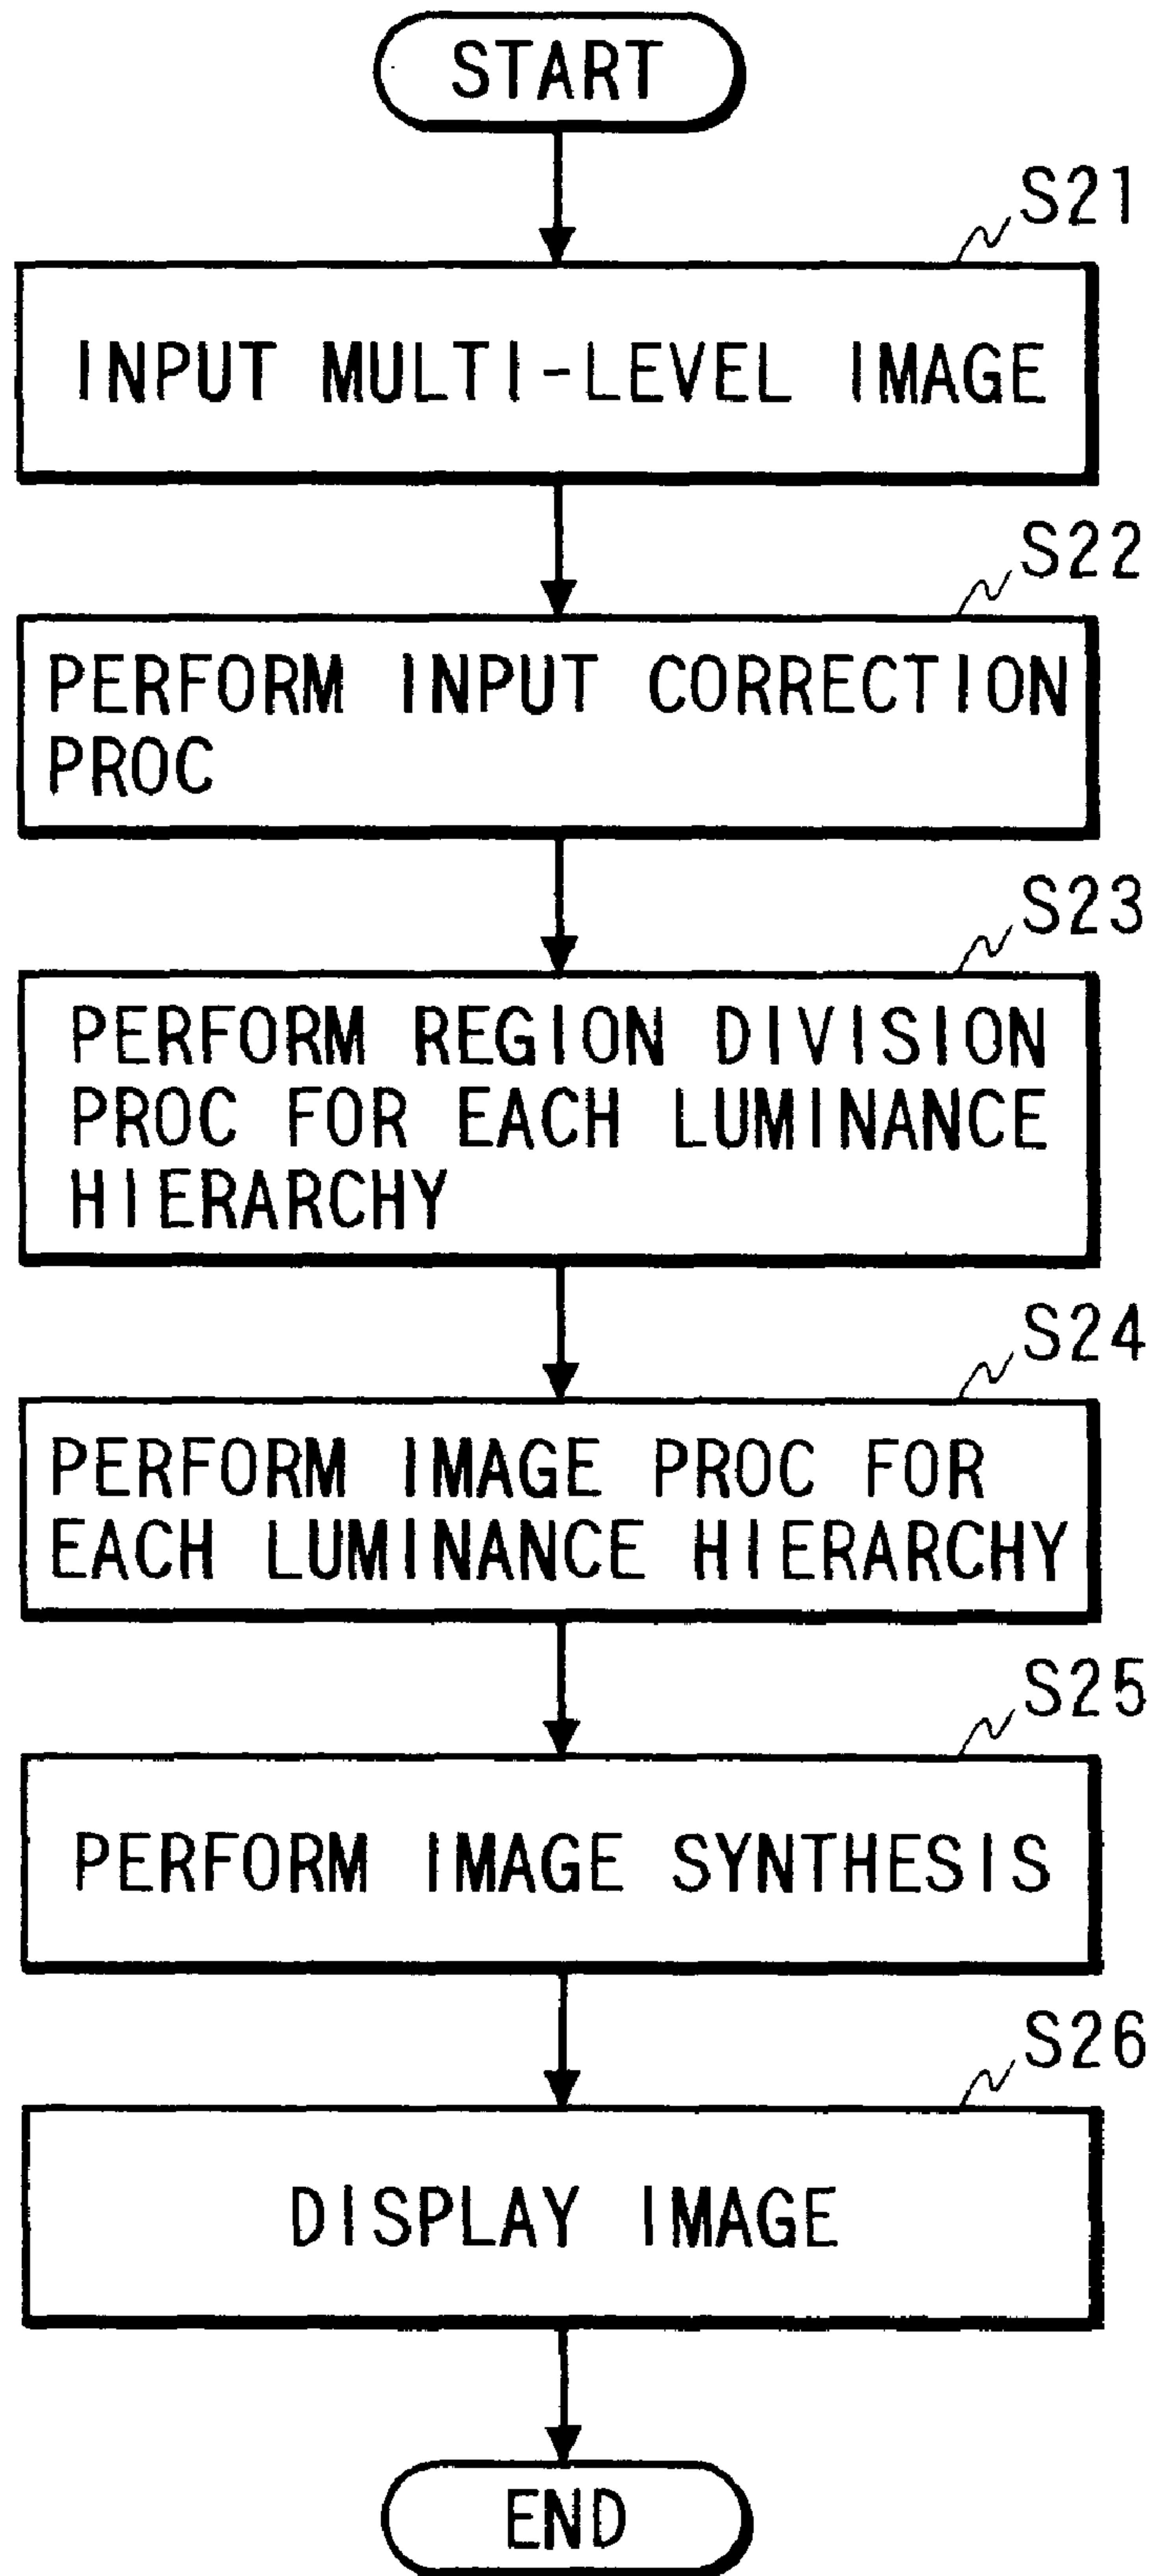 START
S21
INPUT MULTI-LEVEL IMAGE
S22
PERFORM INPUT CORRECTION
PROC
S23
PERFORM REGION DIVISION
PROC FOR EACH LUMINANCE
HIERARCHY
S24
PERFORM IMAGE PROC FOR
EACH LUMINANCE HIERARCHY
S25
PERFORM IMAGE SYNTHESIS
S26
DISPLAY IMAGE
END